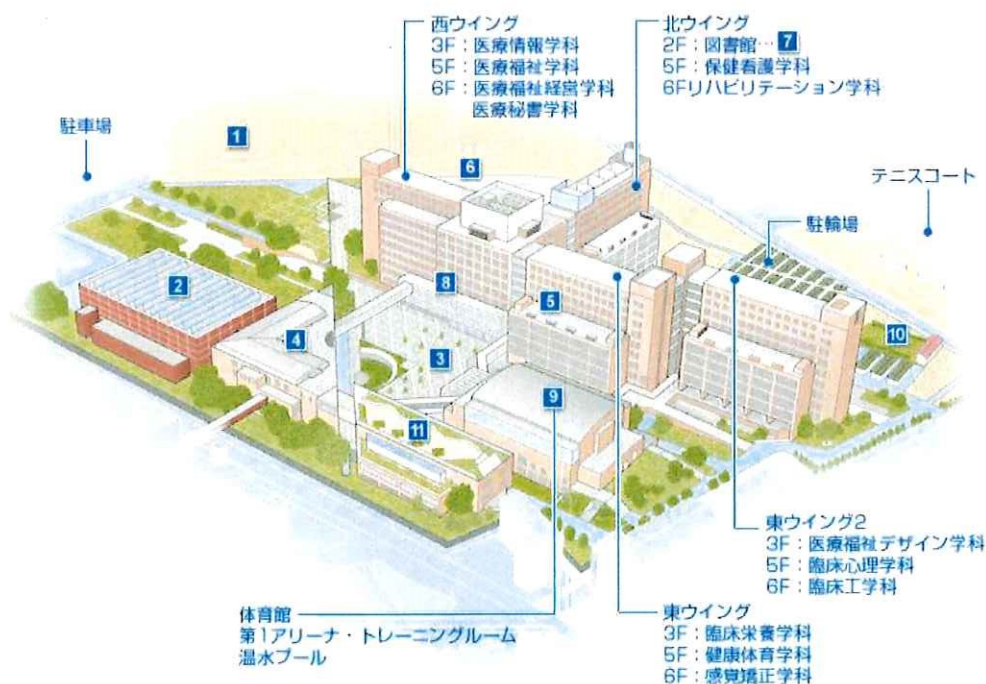 西ウイング
3F：医療情報学科
5F：医療福祉学科
6F：医療福祉経営学科
医療秘書学科
北ウイング
2F：図書館…7
5F：保健看護学科
6Fリハビリテーション学科
駐車場
1
6
テニスコート
駐輪場
2
8
5
10
4
3
9
11
東ウイング2
3F：医療福祉デザイン学科
5F：臨床心理学科
6F：臨床工学科
体育館
第1アリーナ・トレーニングルーム
温水プール
東ウイング
3F：臨床栄養学科
5F：健康体育学科
6F：感覚矯正学科